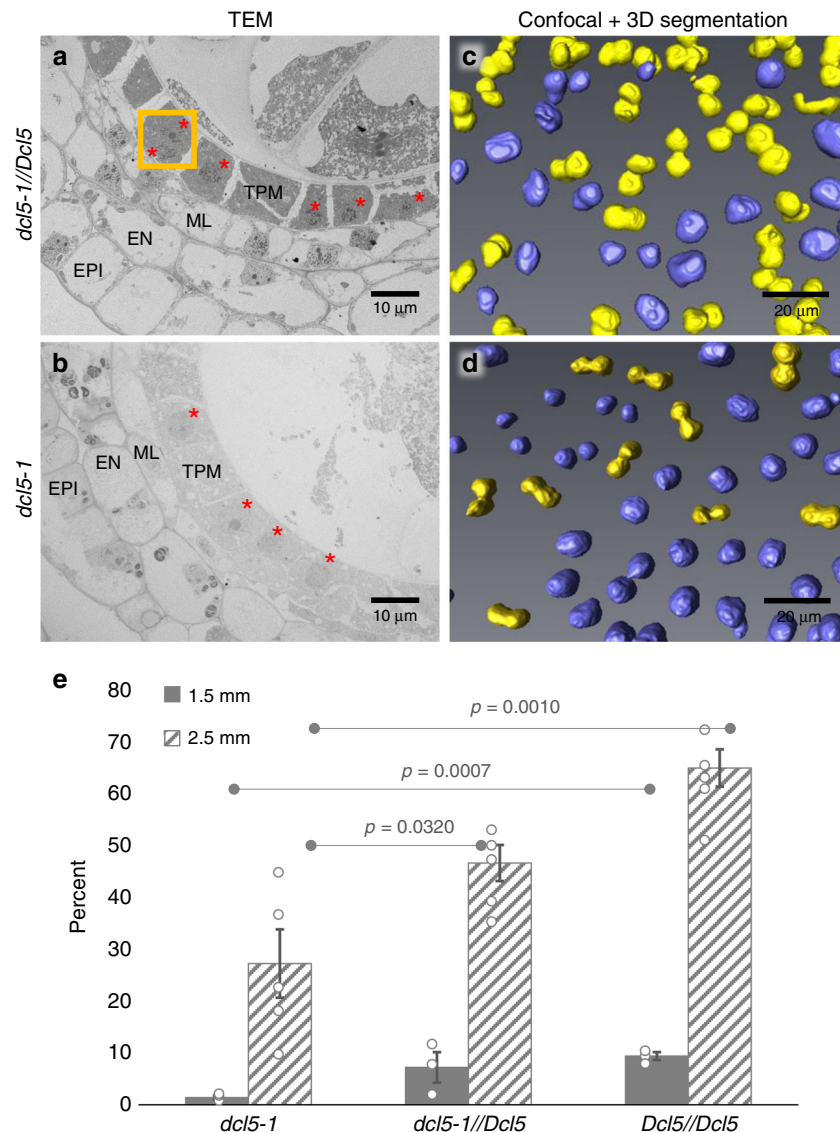 TEM
Confocal + 3D segmentation
dcl5-1//Dcl5
a
* * * * * *
TPM
ML
EN
EPI
10 μm
c
20 μm
dcl5-1
b
* * * *
ML
EN
TPM
EPI
10 μm
d
20 μm
e
80
70
60
50
40
30
20
10
0
Percent
1.5 mm
2.5 mm
p = 0.0010
p = 0.0007
p = 0.0320
dcl5-1
dcl5-1//Dcl5
Dcl5//Dcl5